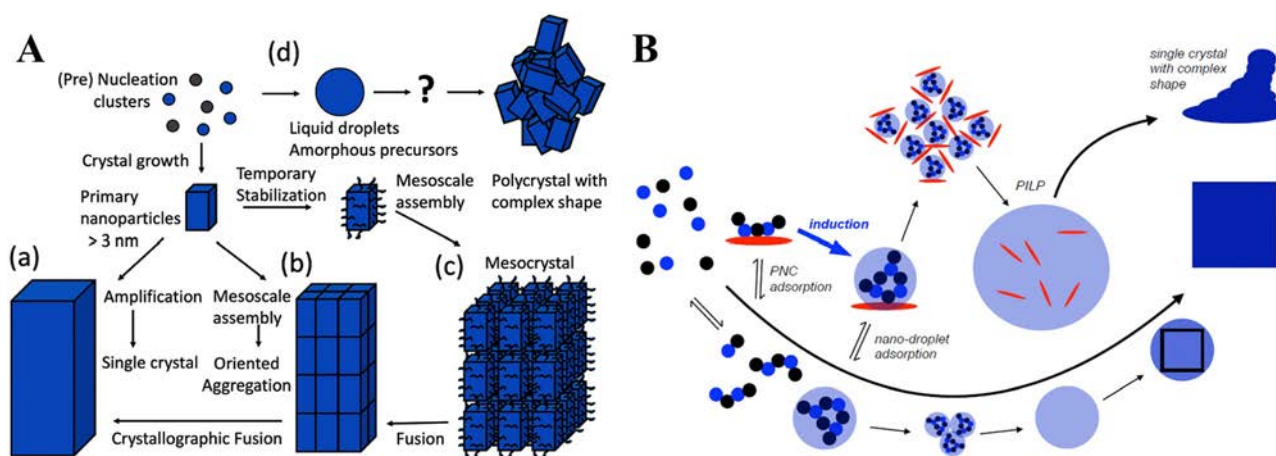 A
(d)
(Pre) Nucleation
clusters
?
Liquid droplets
Amorphous precursors
Crystal growth
Temporary
Stabilization
Mesoscale
assembly
Polycrystal with
complex shape
Primary
nanoparticles
> 3 nm
(a)
Amplification
Single crystal
Mesoscale
assembly
Oriented
Aggregation
(b)
(c)
Mesocrystal
Crystallographic Fusion
Fusion
B
single crystal
with complex
shape
PILP
induction
PNC
adsorption
nano-droplet
adsorption